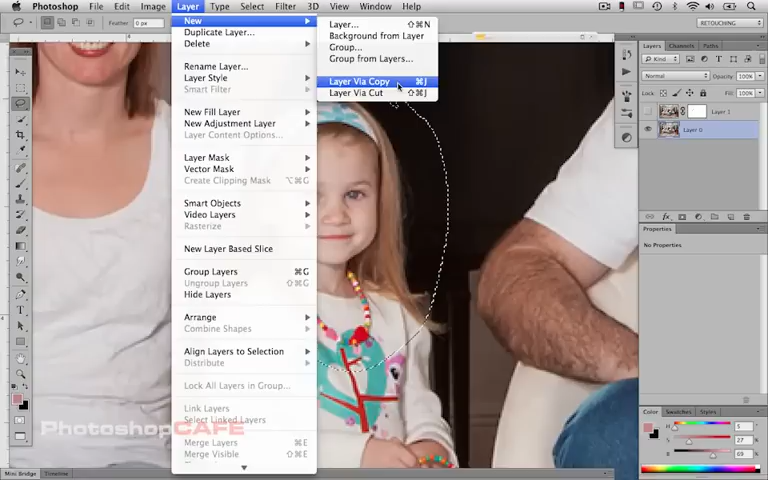 File Edit Image Layer Type Select Filter 3D View Window Help
Feather: 0 px
RETOUCHING
New
Duplicate Layer...
Delete
Rename Layer...
Layer Style
Smart Filter
New Fill Layer
New Adjustment Layer
Layer Content Options...
Layer Mask
Vector Mask
Create Clipping Mask ⌥⌘G
Smart Objects
Video Layers
Rasterize
New Layer Based Slice
Group Layers ⌘G
Ungroup Layers ⇧⌘G
Hide Layers
Arrange
Combine Shapes
Align Layers to Selection
Distribute
Lock All Layers in Group...
Link Layers
Select Linked Layers
Merge Layers ⌘E
Merge Visible ⇧⌘E
Layer... ⇧⌘N
Background from Layer
Group...
Group from Layers...
Layer Via Copy ⌘J
Layer Via Cut ⇧⌘J
Layers Channels Paths
Kind
Normal Opacity: 100%
Lock: Fill: 100%
Layer 1
Layer 0
Properties
No Properties
Color Swatches Styles
H 5
S 27
B 69 %
PhotoshopCAFE
Mini Bridge Timeline